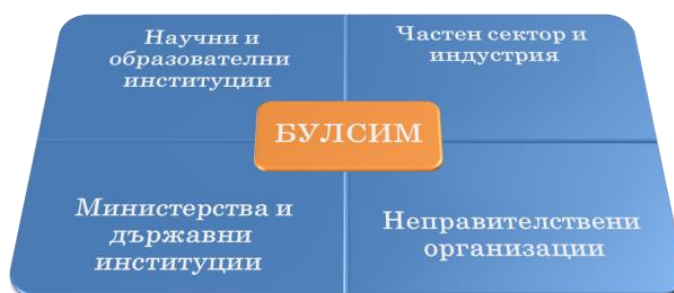 Научни и
образователни
институции
Частен сектор и
индустрия
БУЛСИМ
Министерства и
държавни
институции
Неправителствени
организации